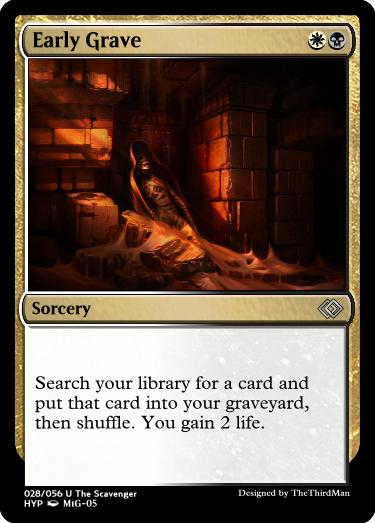 Early Grave
Sorcery
Search your library for a card and
put that card into your graveyard,
then shuffle. You gain 2 life.
028/056 U The Scavenger
HYP MiG-05
Designed by TheThirdMan